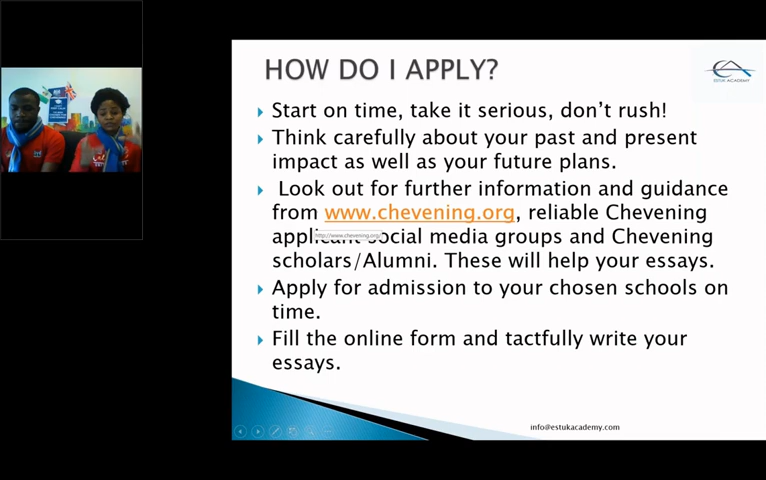 HOW DO I APPLY?
ESTUK ACADEMY
Start on time, take it serious, don't rush!
Think carefully about your past and present
impact as well as your future plans.
Look out for further information and guidance
from www.chevening.org, reliable Chevening
http://www.chevening.org/
applicant social media groups and Chevening
scholars/Alumni. These will help your essays.
Apply for admission to your chosen schools on
time.
Fill the online form and tactfully write your
essays.
info@estukacademy.com